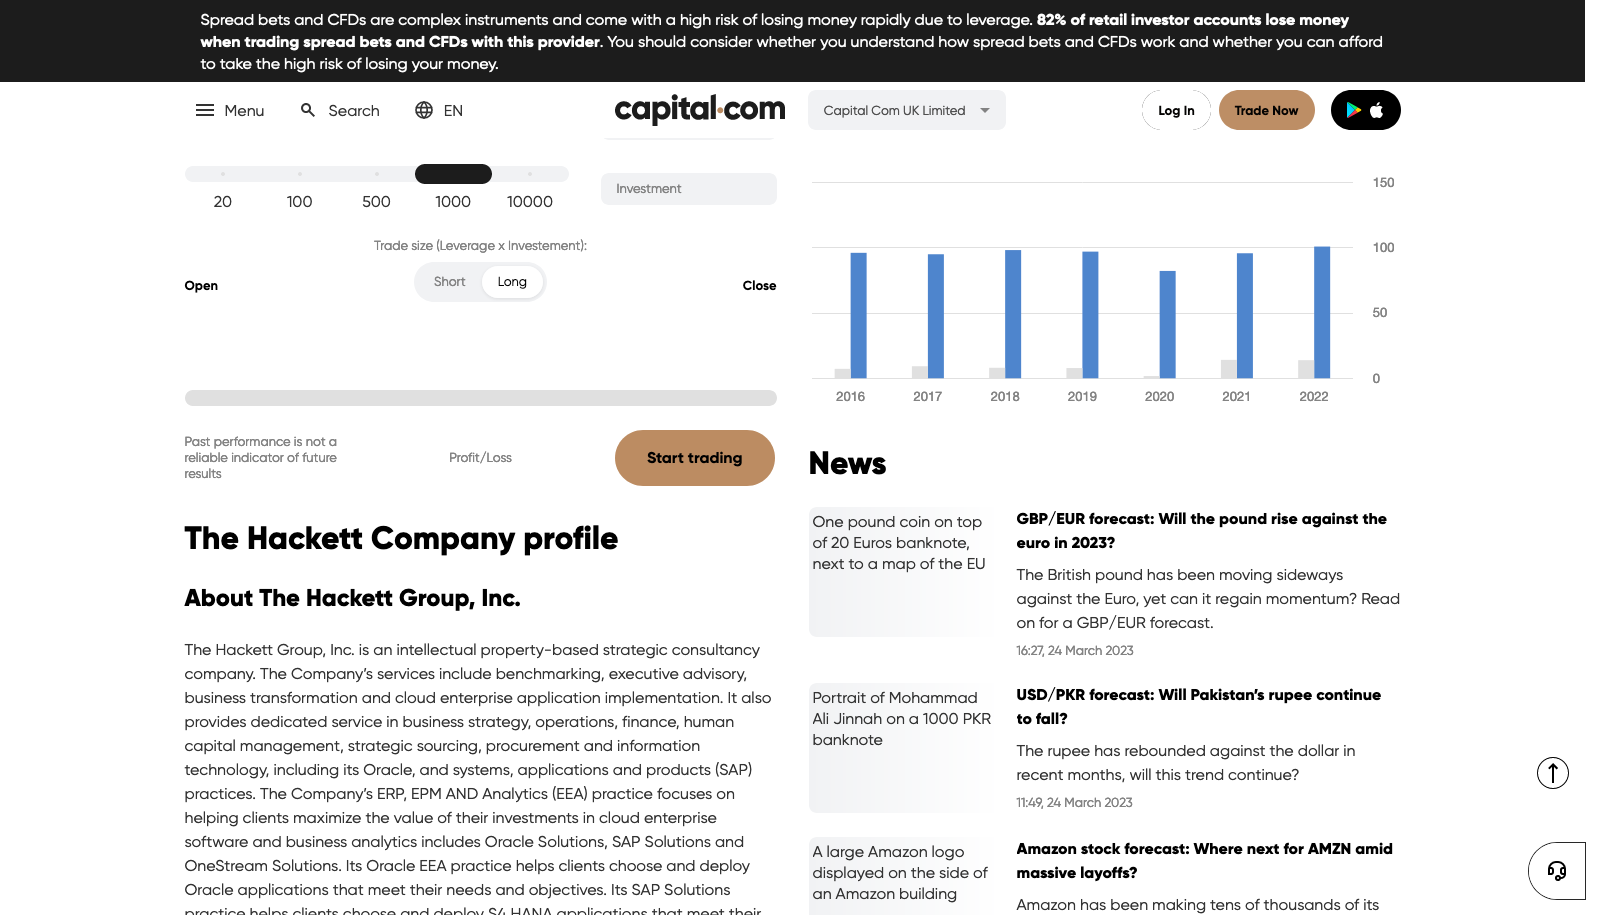 Spread bets and CFDs are complex instruments and come with a high risk of losing money rapidly due to leverage. 82% of retail investor accounts lose money
when trading spread bets and CFDs with this provider. You should consider whether you understand how spread bets and CFDs work and whether you can afford
to take the high risk of losing your money.
Menu
Search
EN
capital.com
Capital Com UK Limited
Log In
Trade Now
20
100
500
1000
10000
Investment
Trade size (Leverage x Investement):
Open
Short
Long
Close
Past performance is not a
reliable indicator of future
results
Profit/Loss
Start trading
The Hackett Company profile
About The Hackett Group, Inc.
The Hackett Group, Inc. is an intellectual property-based strategic consultancy
company. The Company’s services include benchmarking, executive advisory,
business transformation and cloud enterprise application implementation. It also
provides dedicated service in business strategy, operations, finance, human
capital management, strategic sourcing, procurement and information
technology, including its Oracle, and systems, applications and products (SAP)
practices. The Company’s ERP, EPM AND Analytics (EEA) practice focuses on
helping clients maximize the value of their investments in cloud enterprise
software and business analytics includes Oracle Solutions, SAP Solutions and
OneStream Solutions. Its Oracle EEA practice helps clients choose and deploy
Oracle applications that meet their needs and objectives. Its SAP Solutions
practice helps clients choose and deploy S4 HANA applications that meet their
150
100
50
0
2016
2017
2018
2019
2020
2021
2022
News
One pound coin on top
of 20 Euros banknote,
next to a map of the EU
GBP/EUR forecast: Will the pound rise against the
euro in 2023?
The British pound has been moving sideways
against the Euro, yet can it regain momentum? Read
on for a GBP/EUR forecast.
16:27, 24 March 2023
Portrait of Mohammad
Ali Jinnah on a 1000 PKR
banknote
USD/PKR forecast: Will Pakistan’s rupee continue
to fall?
The rupee has rebounded against the dollar in
recent months, will this trend continue?
11:49, 24 March 2023
A large Amazon logo
displayed on the side of
an Amazon building
Amazon stock forecast: Where next for AMZN amid
massive layoffs?
Amazon has been making tens of thousands of its